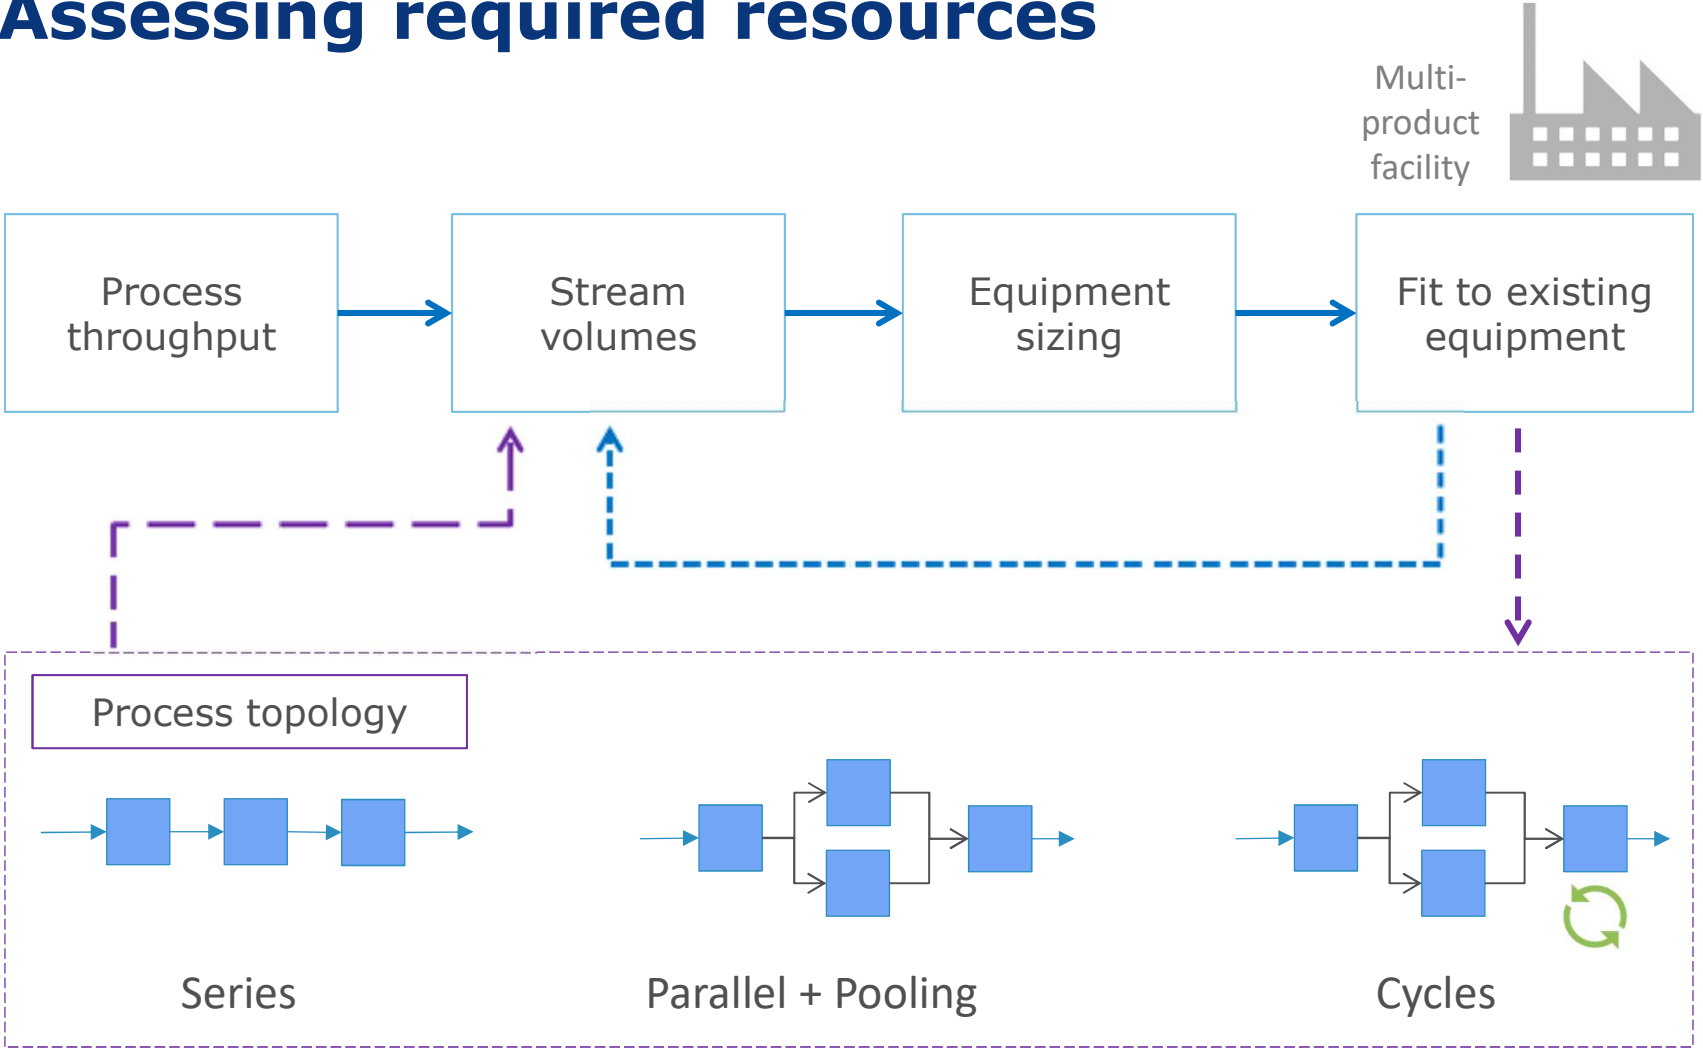 Assessing required resources
Multi-
product
facility
Process
throughput
Stream
volumes
Equipment
sizing
Fit to existing
equipment
Process topology
Series
Parallel + Pooling
Cycles